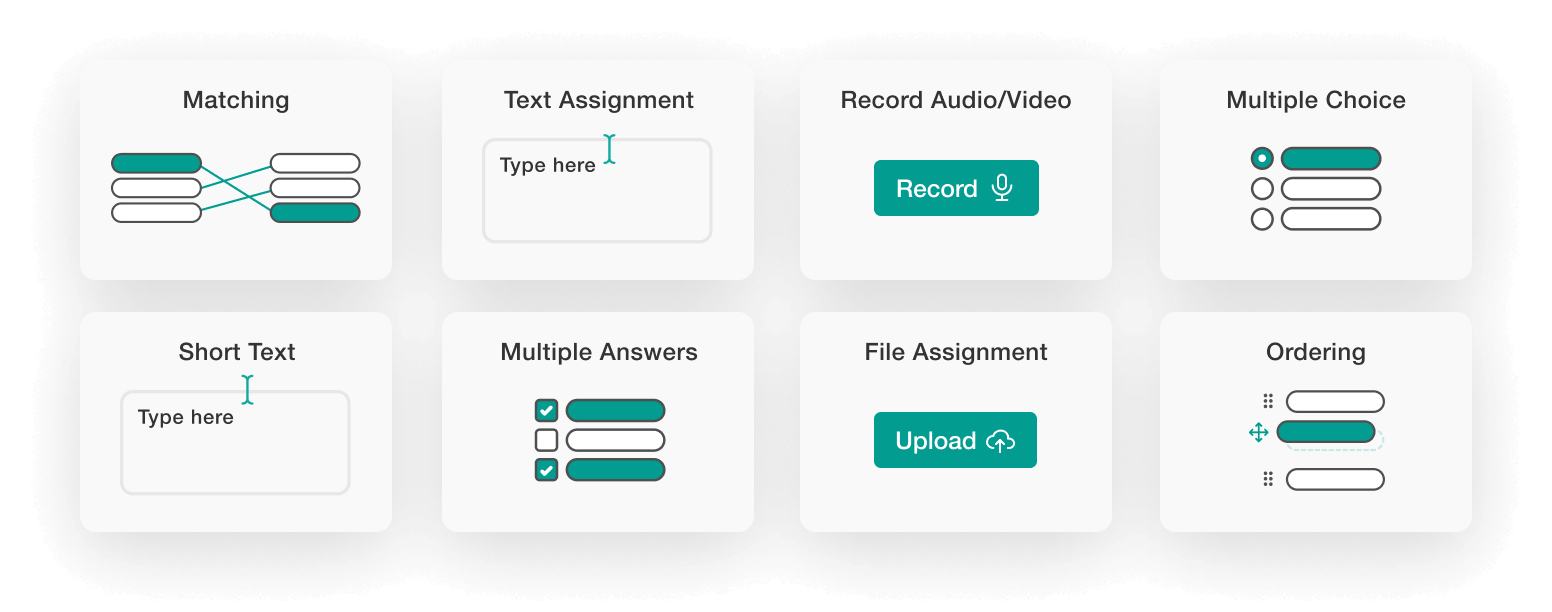 Matching
Text Assignment
Type here
Record Audio/Video
Record
Multiple Choice
Short Text
Type here
Multiple Answers
File Assignment
Upload
Ordering